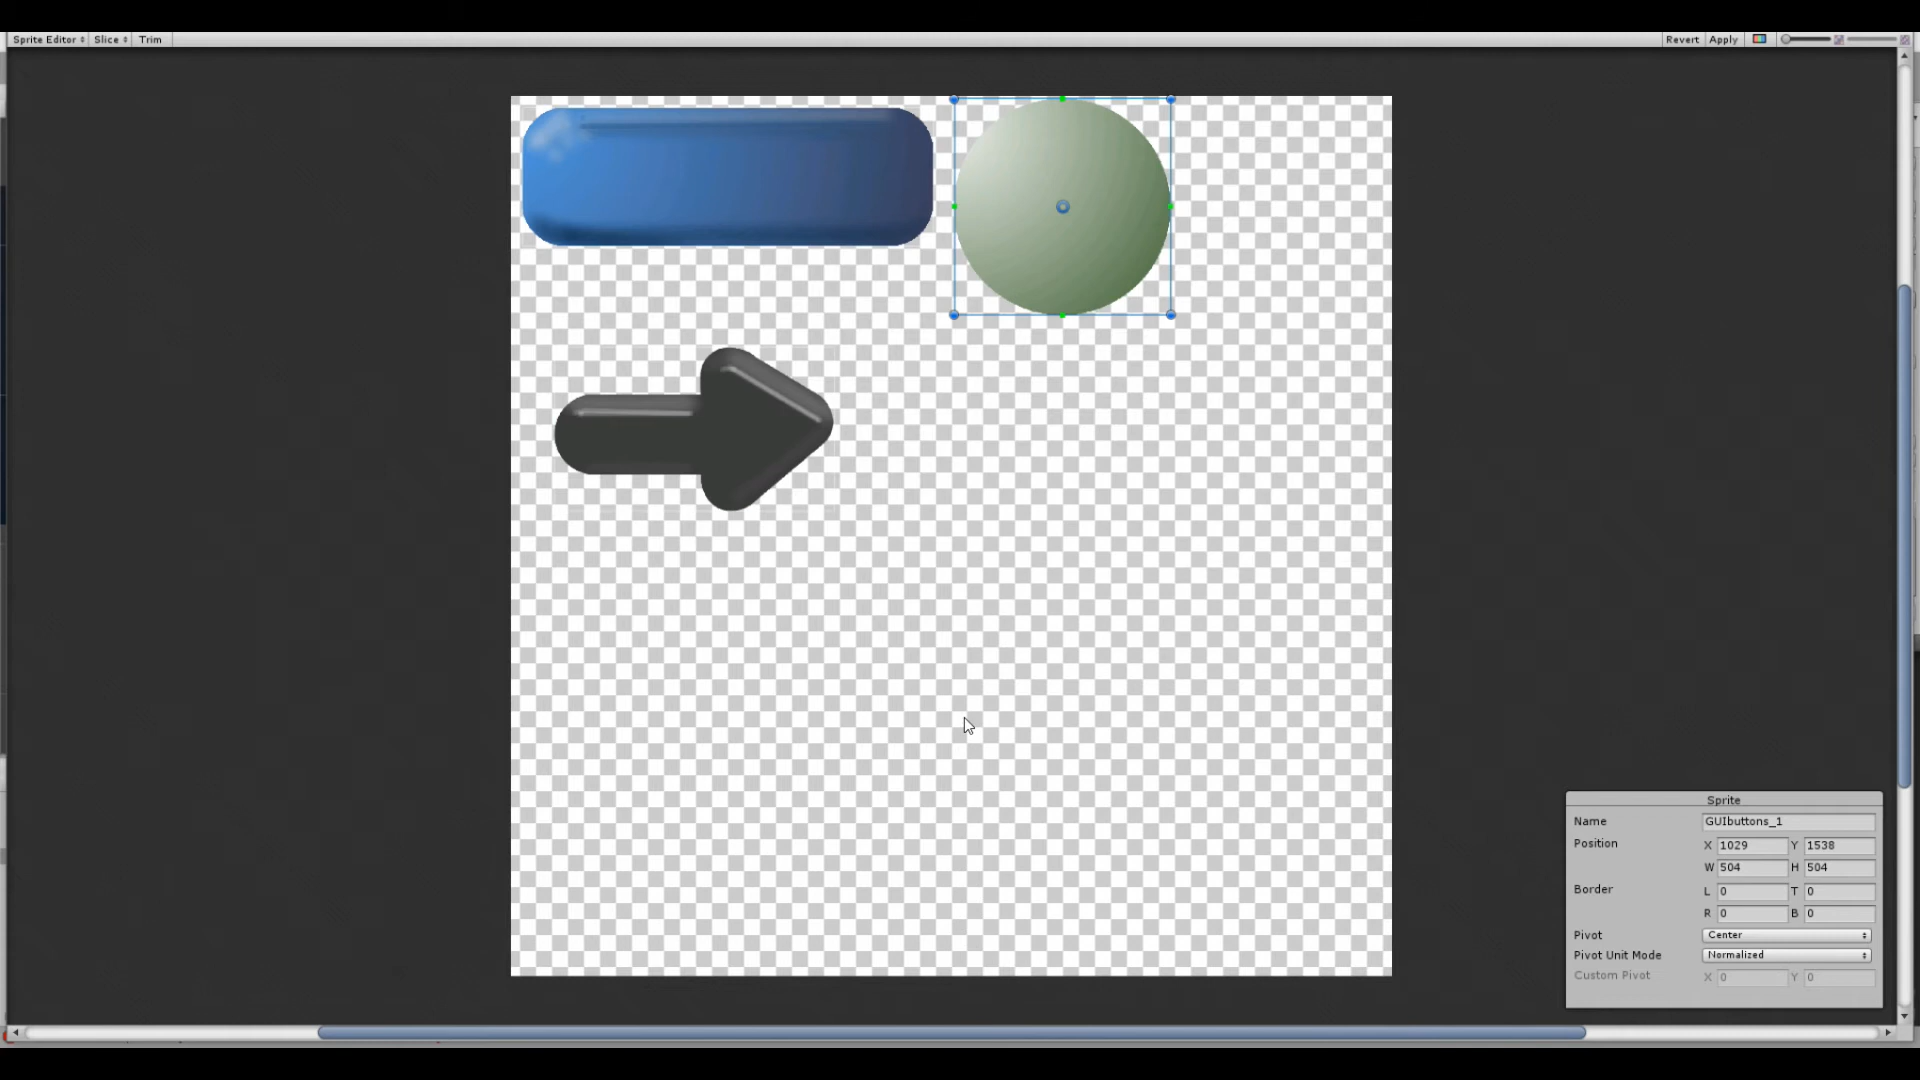 Sprite Editor Slice Trim Revert Apply
Sprite
Name GUIbuttons_1
Position X 1029 Y 1538
W 504 H 504
Border L 0 T 0
R 0 B 0
Pivot Center
Pivot Unit Mode Normalized
Custom Pivot X 0 Y 0